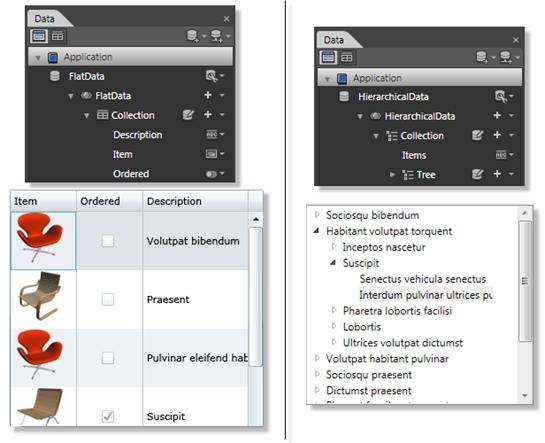 Data
Application
FlatData
FlatData
Collection
Description
Item
Ordered
Item Ordered Description
Volutpat bibendum
Praesent
Pulvinar eleifend hab
Suscipit
Data
Application
HierarchicalData
HierarchicalData
Collection
Items
Tree
Sociosqu bibendum
Habitant volutpat torquent
Inceptos nascetur
Suscipit
Senectus vehicula senectus
Interdum pulvinar ultrices
Pharetra lobortis facilisi
Lobortis
Ultrices volutpat dictumst
Volutpat habitant pulvinar
Sociosqu praesent
Dictumst praesent